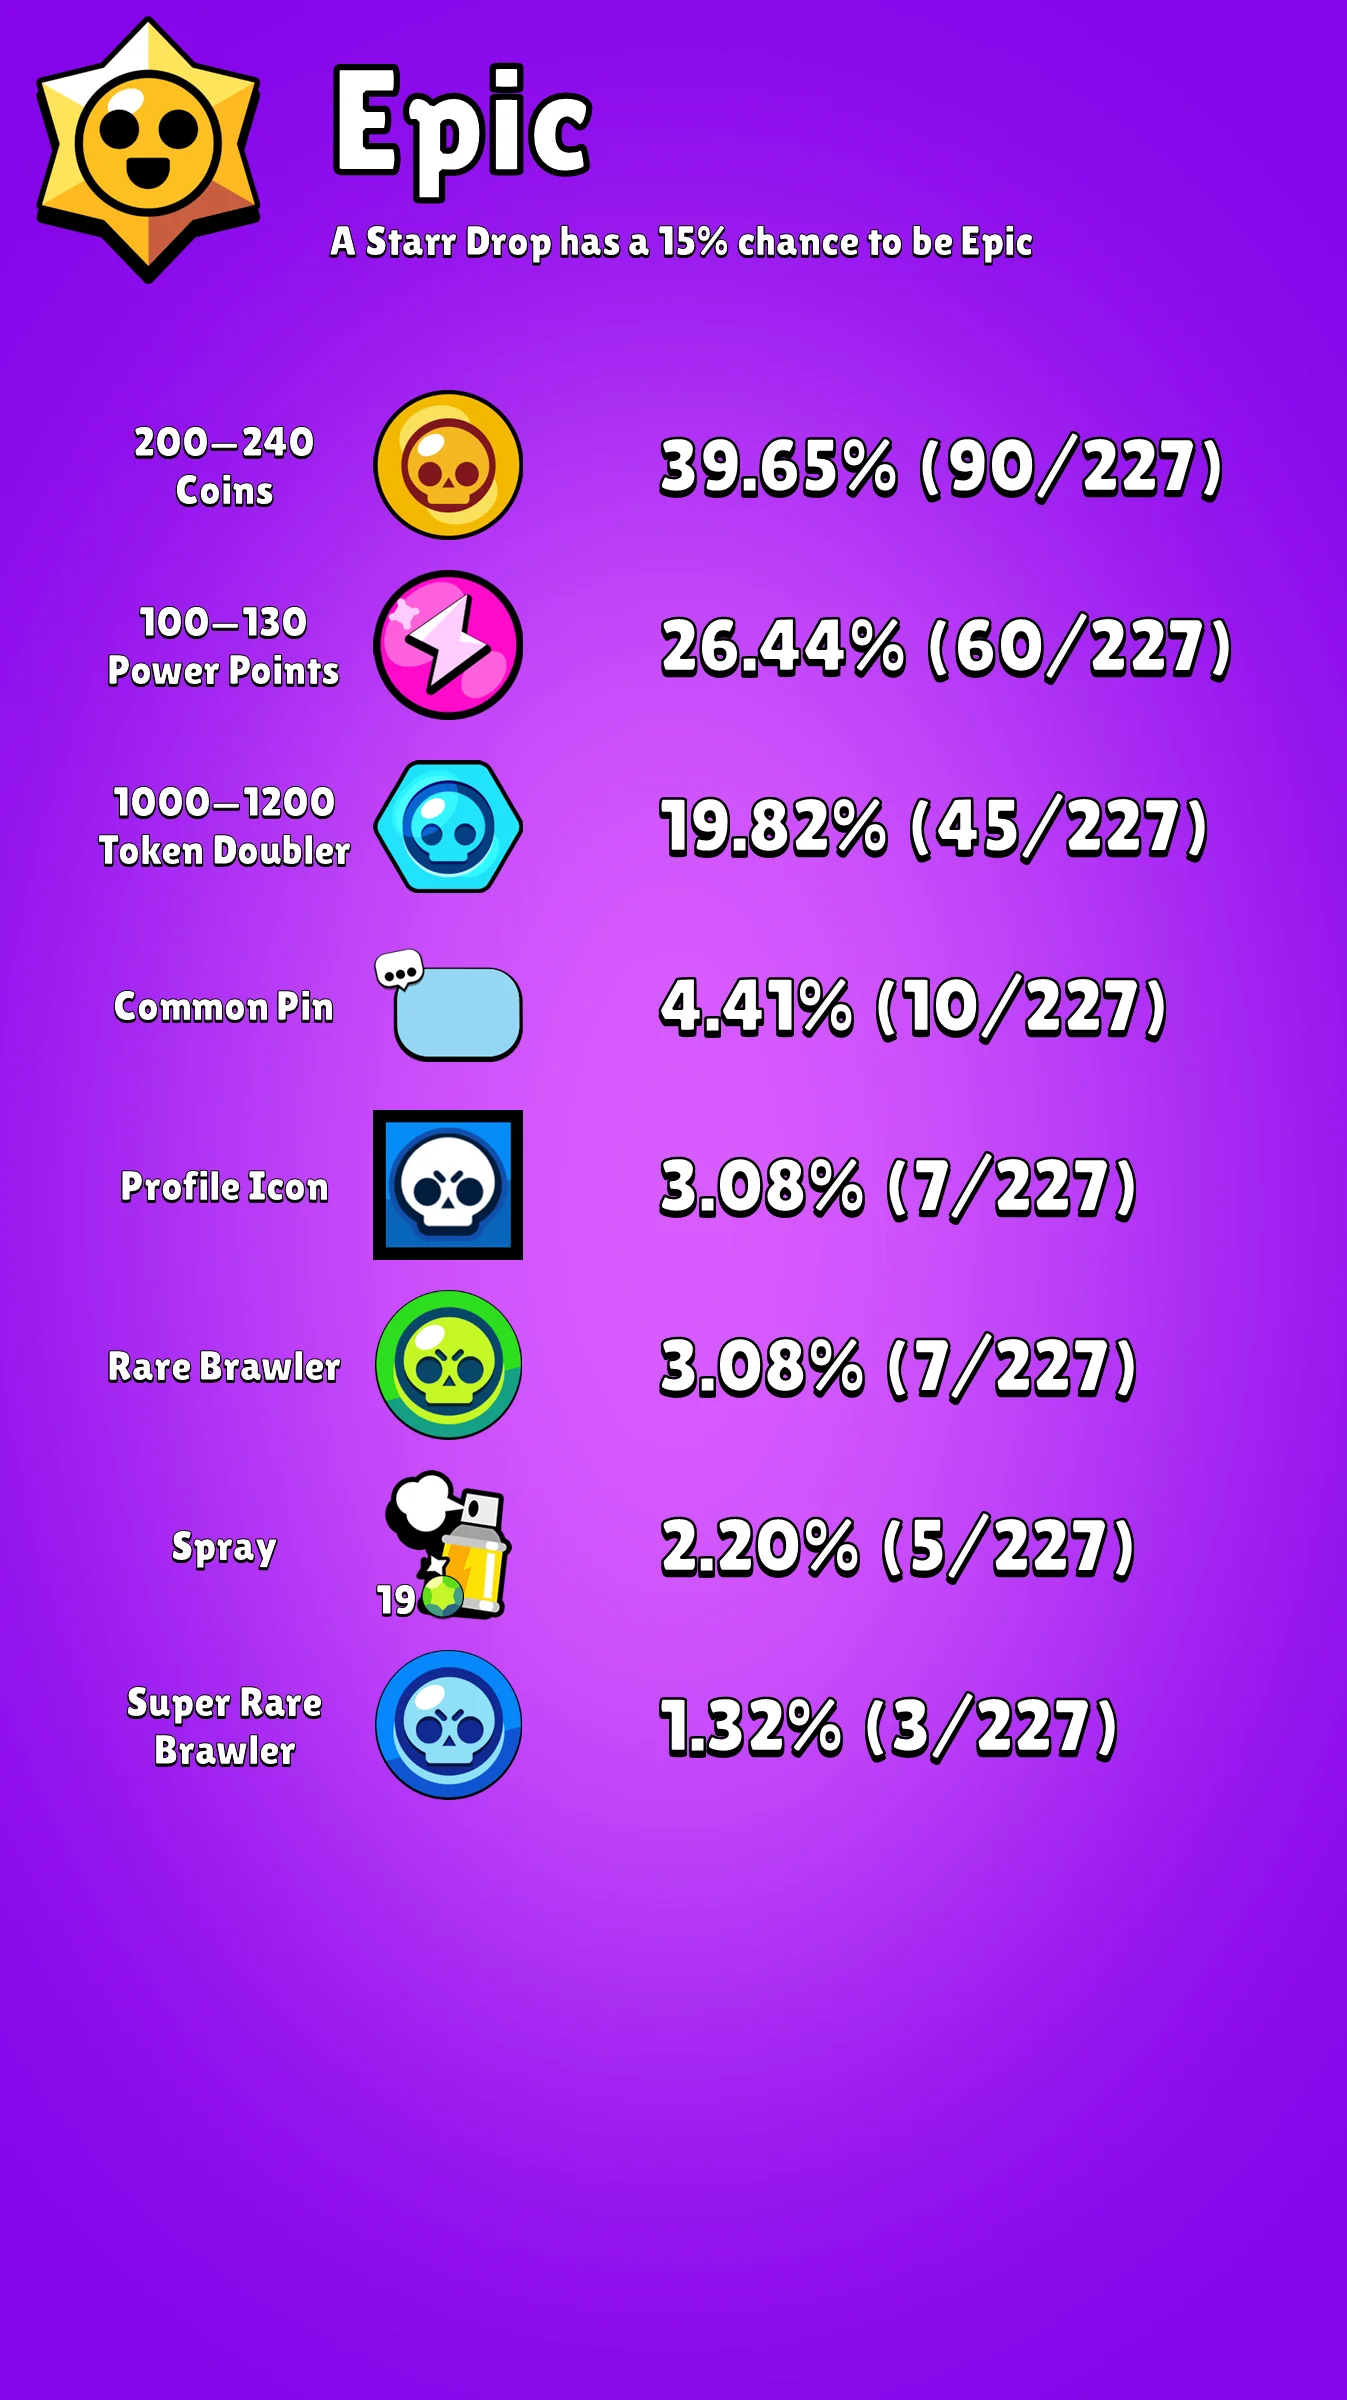 Epic
A Starr Drop has a 15% chance to be Epic
200–240
Coins
39.65% (90/227)
100–130
Power Points
26.44% (60/227)
1000–1200
Token Doubler
19.82% (45/227)
Common Pin
4.41% (10/227)
Profile Icon
3.08% (7/227)
Rare Brawler
3.08% (7/227)
Spray
19
2.20% (5/227)
Super Rare
Brawler
1.32% (3/227)